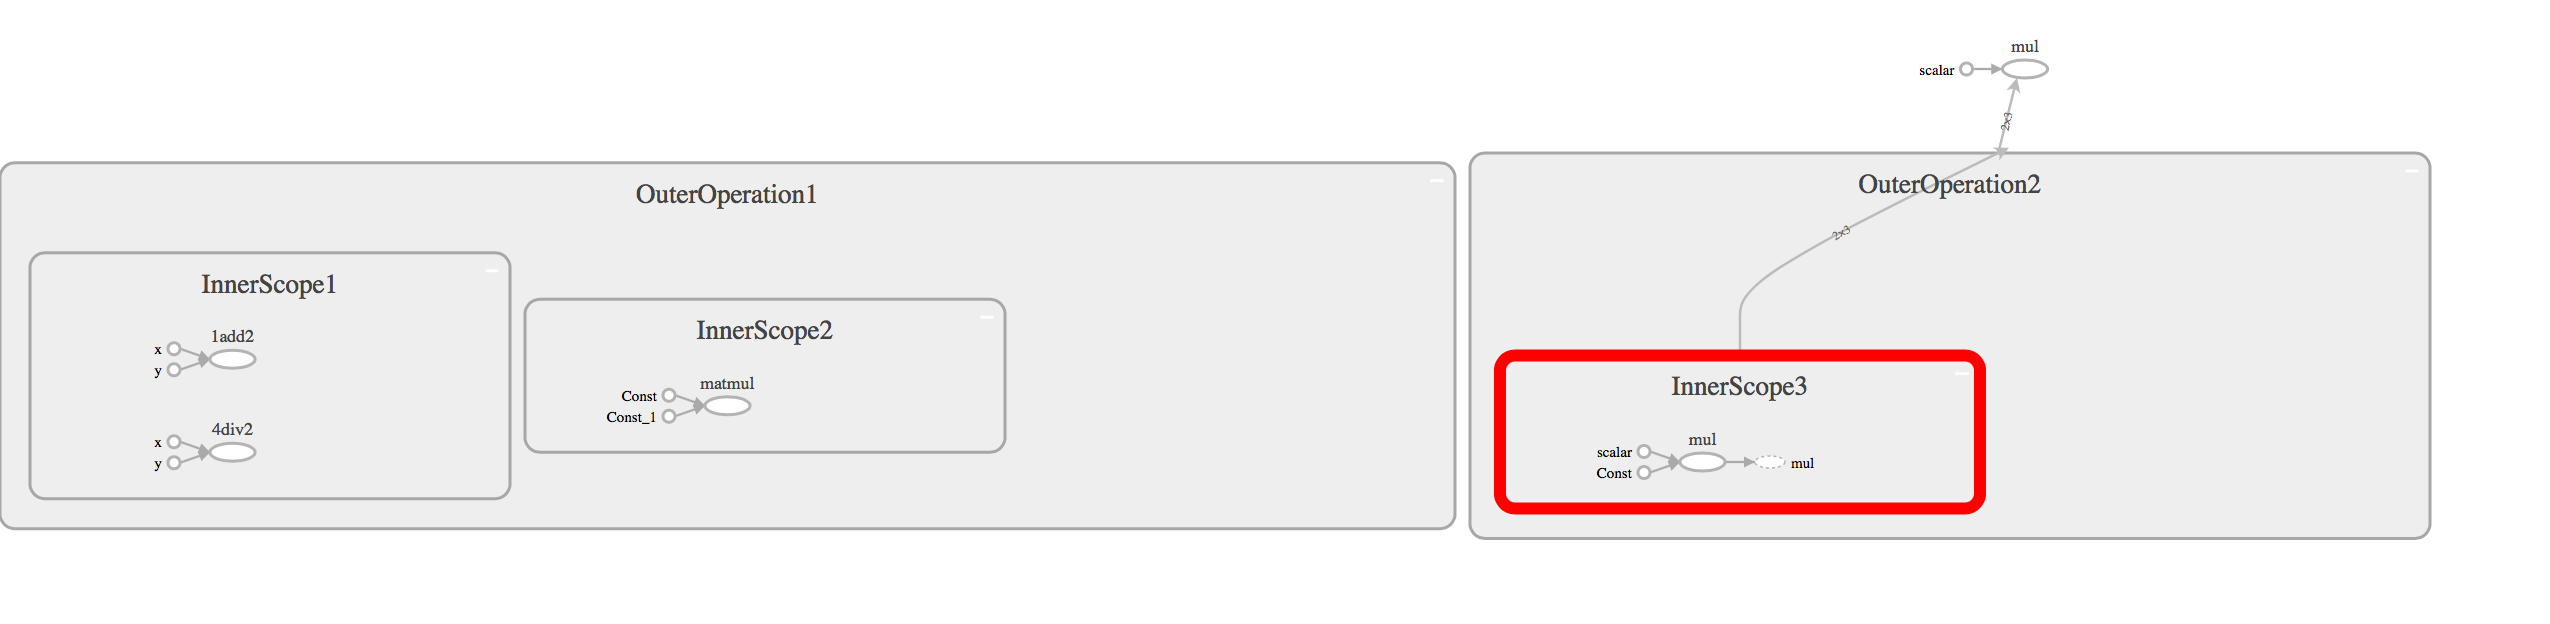 mul
scalar
2x3
OuterOperation1
InnerScope1
1add2
x
y
4div2
x
y
InnerScope2
matmul
Const
Const_1
OuterOperation2
2x3
InnerScope3
mul
scalar
Const
mul